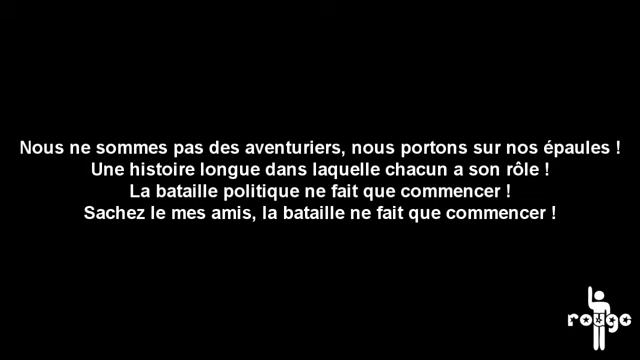 Nous ne sommes pas des aventuriers, nous portons sur nos épaules !
Une histoire longue dans laquelle chacun a son rôle !
La bataille politique ne fait que commencer !
Sachez le mes amis, la bataille ne fait que commencer !
rouge